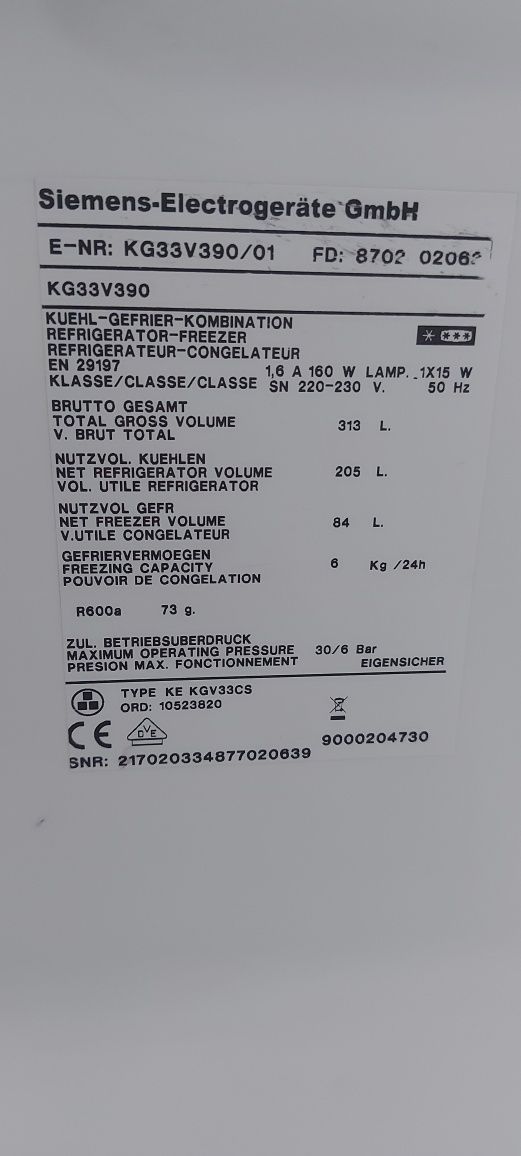 Siemens-Electrogeräte GmbH
E-NR: KG33V390/01 FD: 8702
KG33V390
KUEHL-GEFRIER-KOMBINATION
REFRIGERATOR-FREEZER
REFRIGERATEUR-CONGELATEUR
EN 29197 1,6 A 160 W LAMP. 1X15 W
KLASSE/CLASSE/CLASSE SN 220-230 V. 50 Hz
BRUTTO GESAMT
TOTAL GROSS VOLUME 313 L.
V. BRUT TOTAL
NUTZVOL. KUEHLEN
NET REFRIGERATOR VOLUME 205 L.
VOL. UTILE REFRIGERATOR
NUTZVOL GEFR
NET FREEZER VOLUME 84 L.
V.UTILE CONGELATEUR
GEFRIERVERMOEGEN
FREEZING CAPACITY 6 Kg /24h
POUVOIR DE CONGELATION
R600a 73 g.
ZUL. BETRIEBSUBERDRUCK
MAXIMUM OPERATING PRESSURE 30/6 Bar
PRESION MAX. FONCTIONNEMENT EIGENSICHER
TYPE KE KGV33CS
ORD: 10523820
CE DVE 9000204730
SNR: 217020334877020639